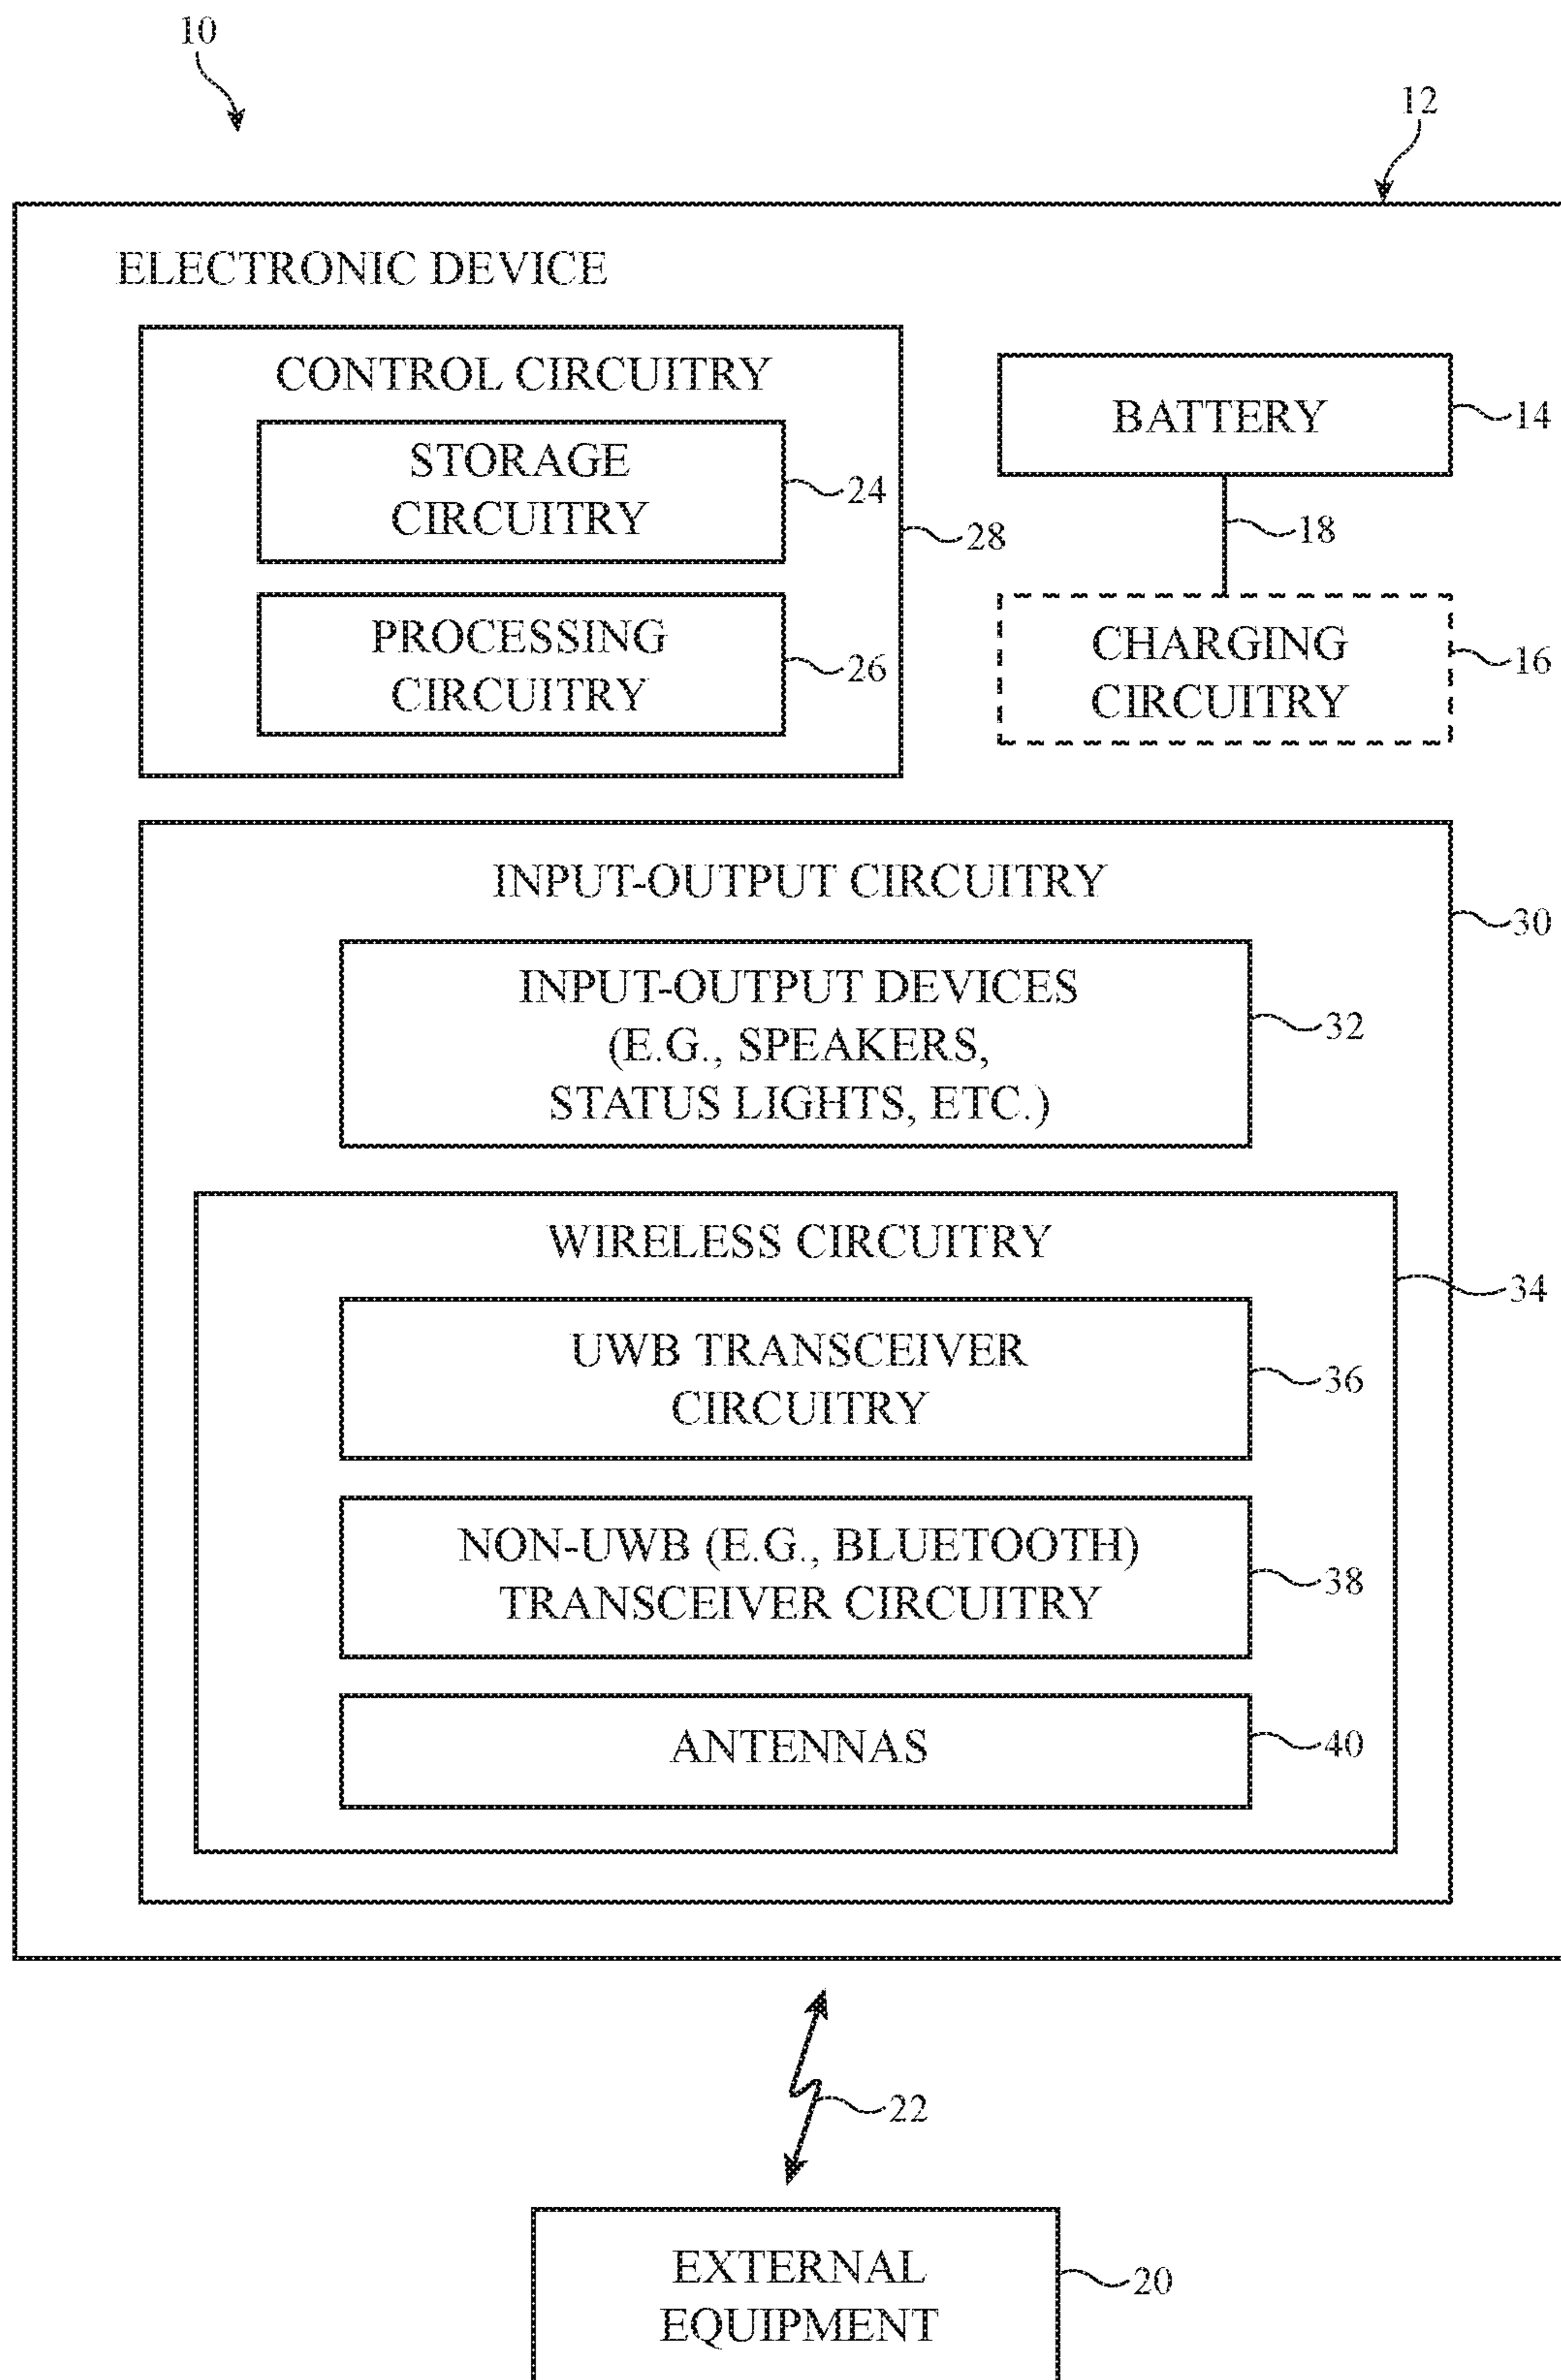 10
12
ELECTRONIC DEVICE
CONTROL CIRCUITRY
STORAGE
CIRCUITRY
24
PROCESSING
CIRCUITRY
26
28
BATTERY
14
18
CHARGING
CIRCUITRY
16
INPUT-OUTPUT CIRCUITRY
30
INPUT-OUTPUT DEVICES
(E.G., SPEAKERS,
STATUS LIGHTS, ETC.)
32
WIRELESS CIRCUITRY
34
UWB TRANSCEIVER
CIRCUITRY
36
NON-UWB (E.G., BLUETOOTH)
TRANSCEIVER CIRCUITRY
38
ANTENNAS
40
22
EXTERNAL
EQUIPMENT
20